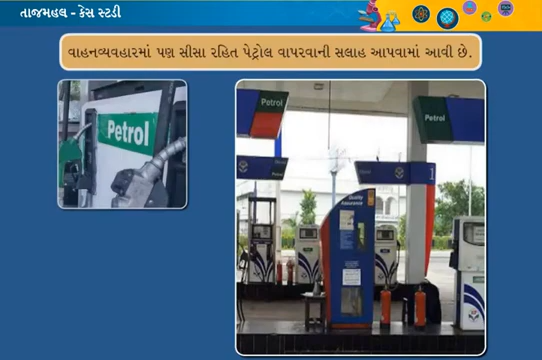 તાજમહલ - કેસ સ્ટડી
વાહનવ્યવહારમાં પણ સીસા રહિત પેટ્રોલ વાપરવાની સલાહ આપવામાં આવી છે.
Petrol
Petrol
Petrol
Quality
Assurance
1